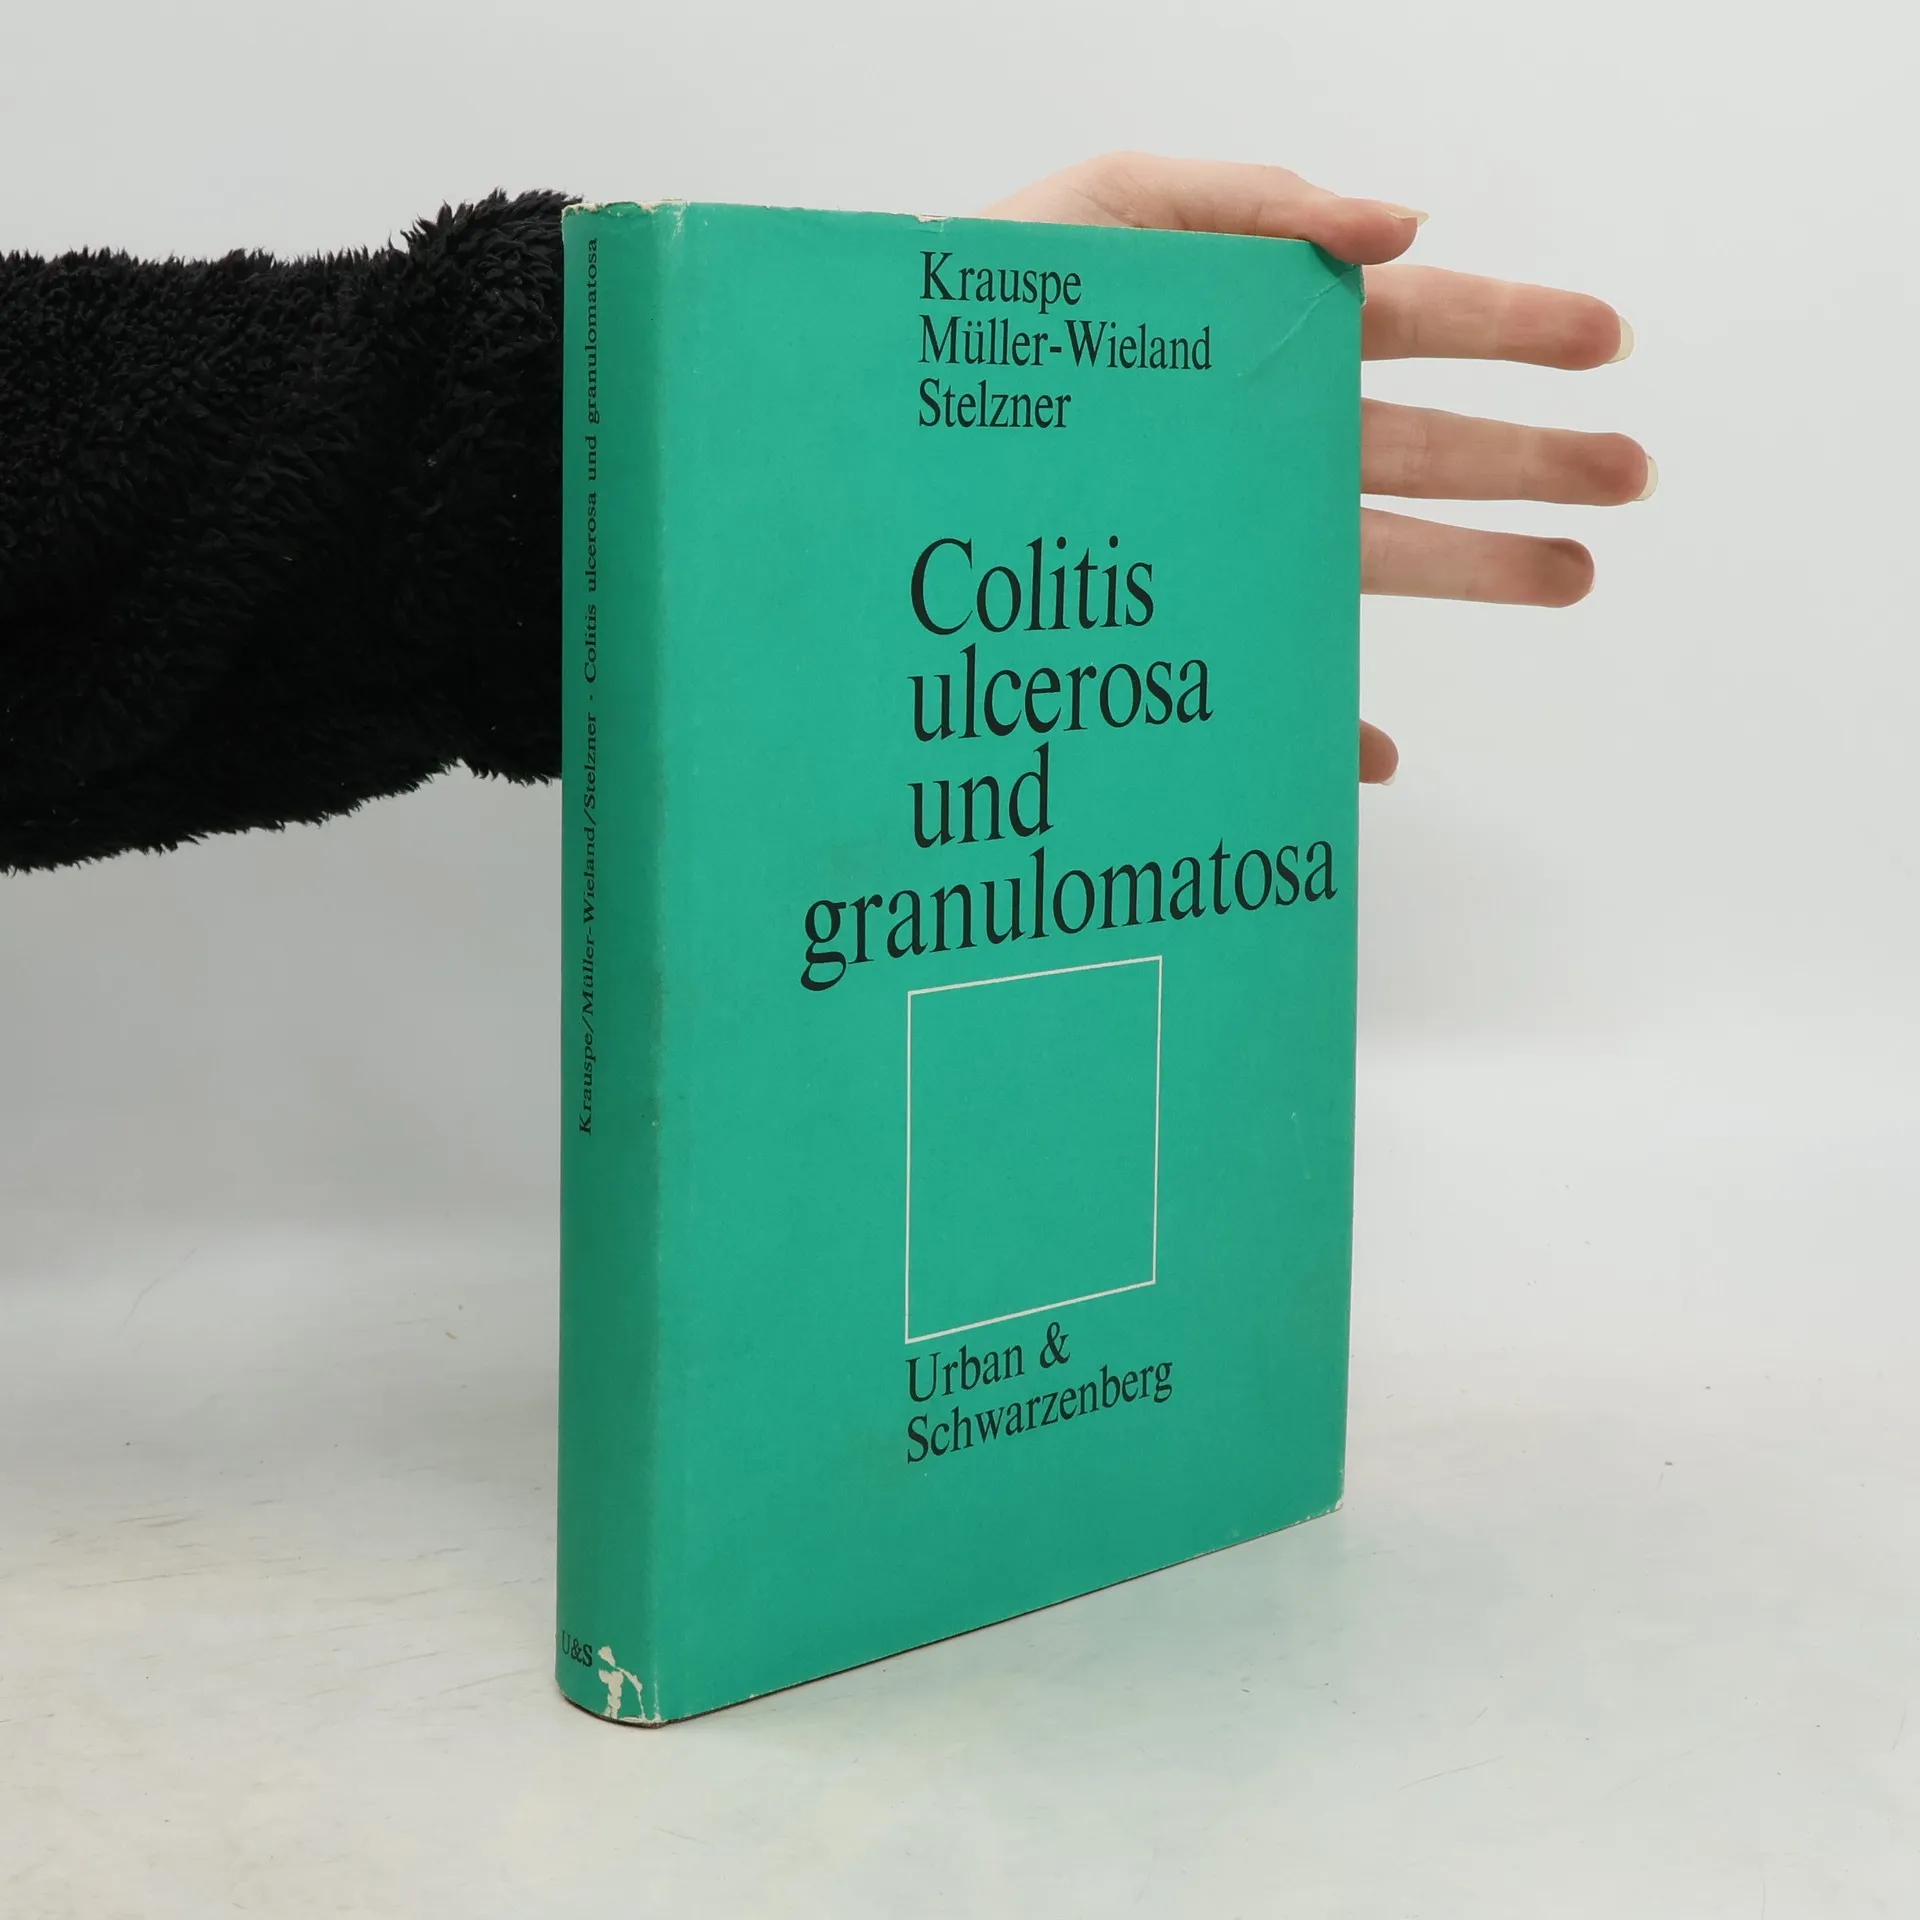 Krauspe
Müller-Wieland
Stelzner
Colitis
ulcerosa
und
granulomatosa
Urban &
Schwarzenberg
Krauspe/Müller-Wieland/Stelzner · Colitis ulcerosa und granulomatosa
U&S